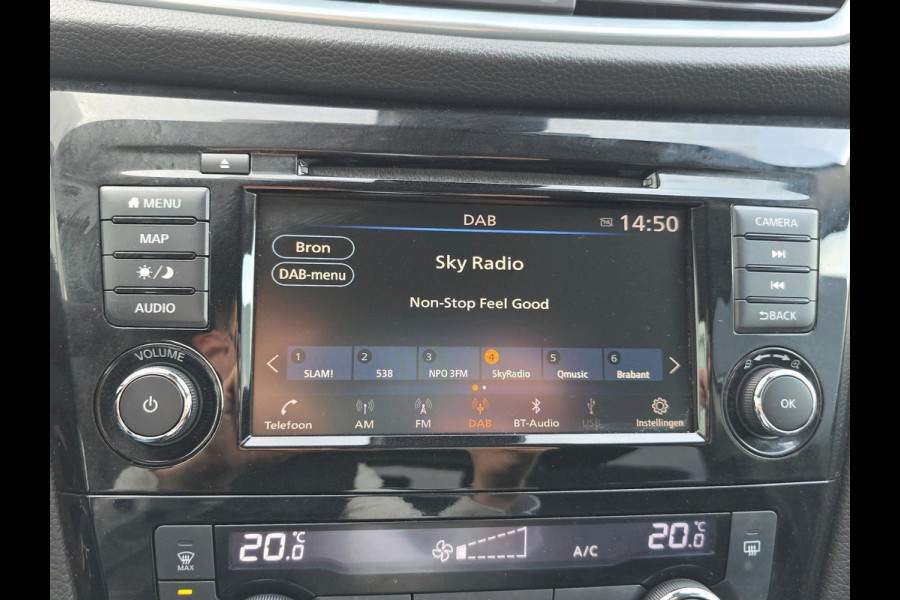 MENU
MAP
AUDIO
VOLUME
DAB
14:50
Bron
DAB-menu
Sky Radio
Non-Stop Feel Good
1 SLAM!
2 538
3 NPO 3FM
4 SkyRadio
5 Qmusic
6 Brabant
Telefoon
AM
FM
DAB
BT-Audio
USB
Instellingen
CAMERA
BACK
OK
MAX
20.0°C
A/C
20.0°C